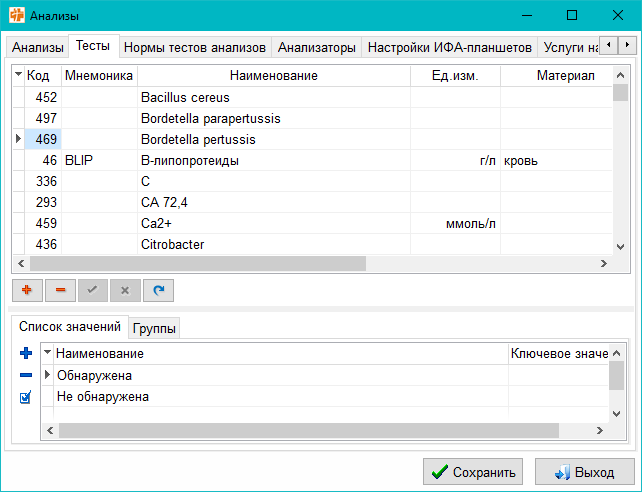 Анализы
Анализы Тесты Нормы тестов анализов Анализаторы Настройки ИФА-планшетов Услуги на
Код Мнемоника Наименование Ед.изм. Материал
452 Bacillus cereus
497 Bordetella parapertussis
469 Bordetella pertussis
46 BLIP В-липопротеиды г/л кровь
336 С
293 СА 72,4
459 Са2+ ммоль/л
436 Citrobacter
Список значений Группы
Наименование Ключевое значе
Обнаружена
Не обнаружена
Сохранить Выход